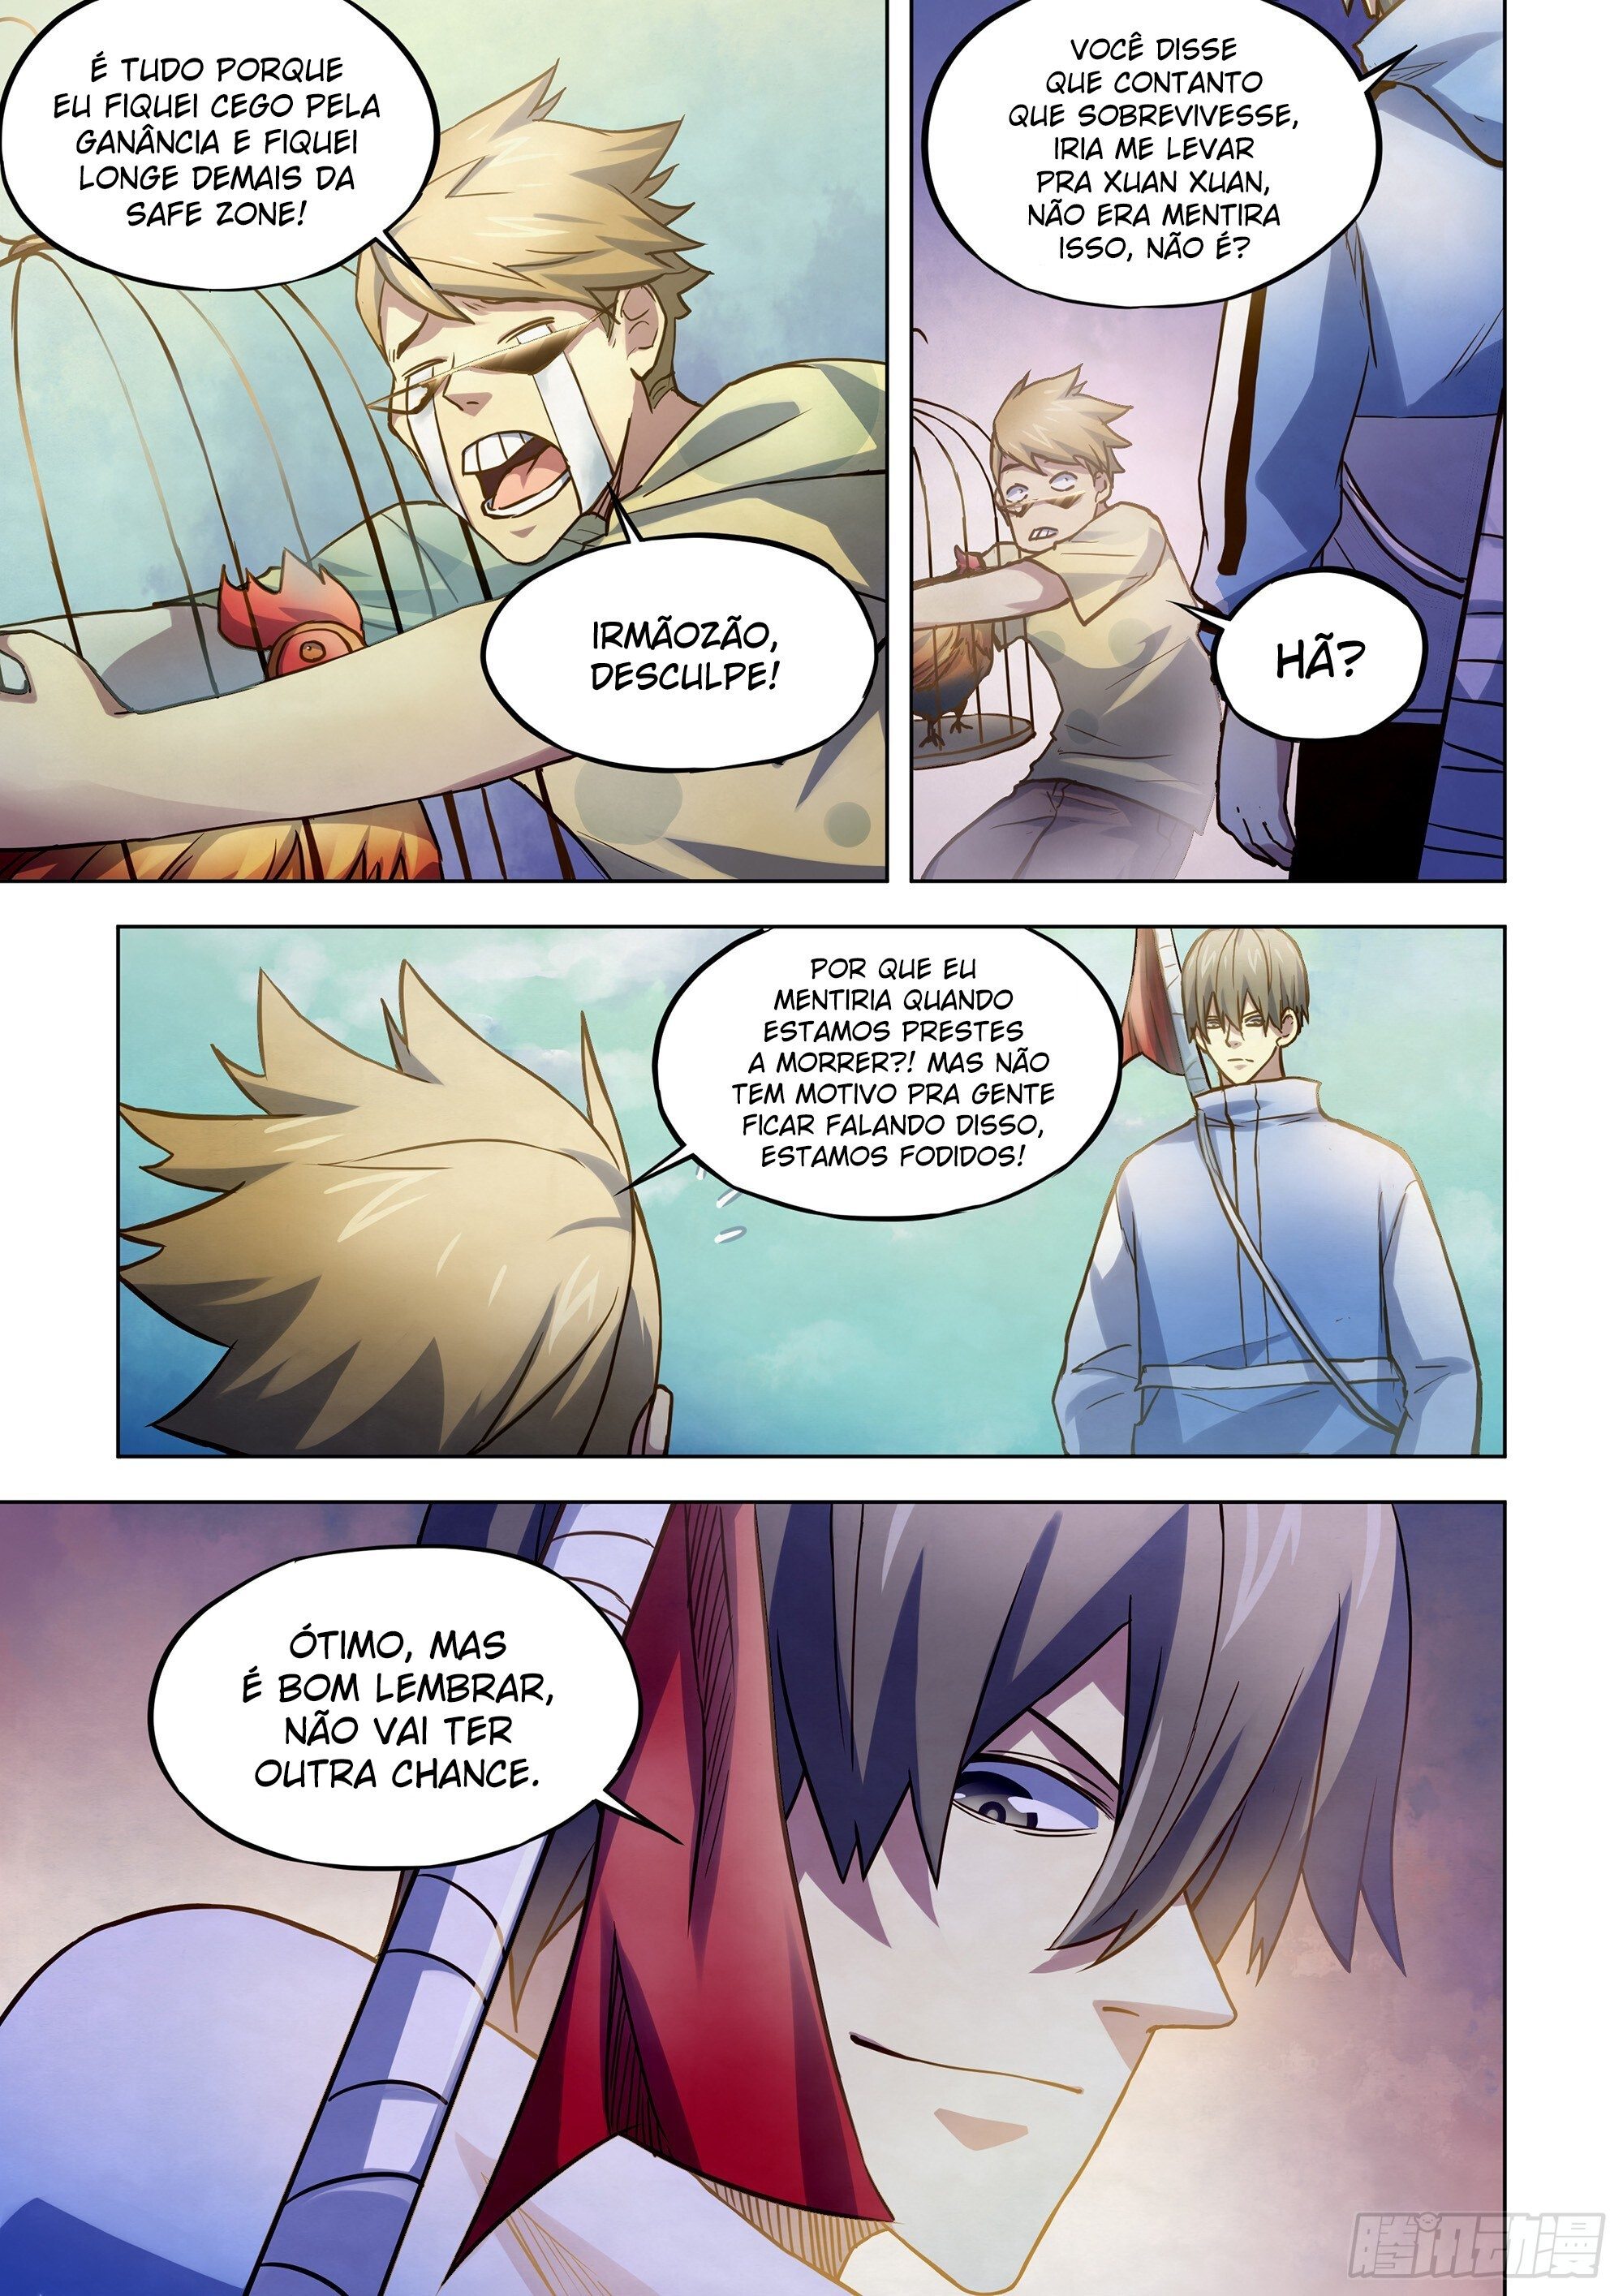 É TUDO PORQUE
EU FIQUEI CEGO PELA
GANÂNCIA E FIQUEI
LONGE DEMAIS DA
SAFE ZONE!
IRMÃOZÃO,
DESCULPE!
VOCÊ DISSE
QUE CONTANTO
QUE SOBREVIVESSE,
IRIA ME LEVAR
PRA XUAN XUAN,
NÃO ERA MENTIRA
ISSO, NÃO É?
HÃ?
POR QUE EU
MENTIRIA QUANDO
ESTAMOS PRESTES
A MORRER?! MAS NÃO
TEM MOTIVO PRA GENTE
FICAR FALANDO DISSO,
ESTAMOS FODIDOS!
ÓTIMO, MAS
É BOM LEMBRAR,
NÃO VAI TER
OUTRA CHANCE.
腾讯动漫